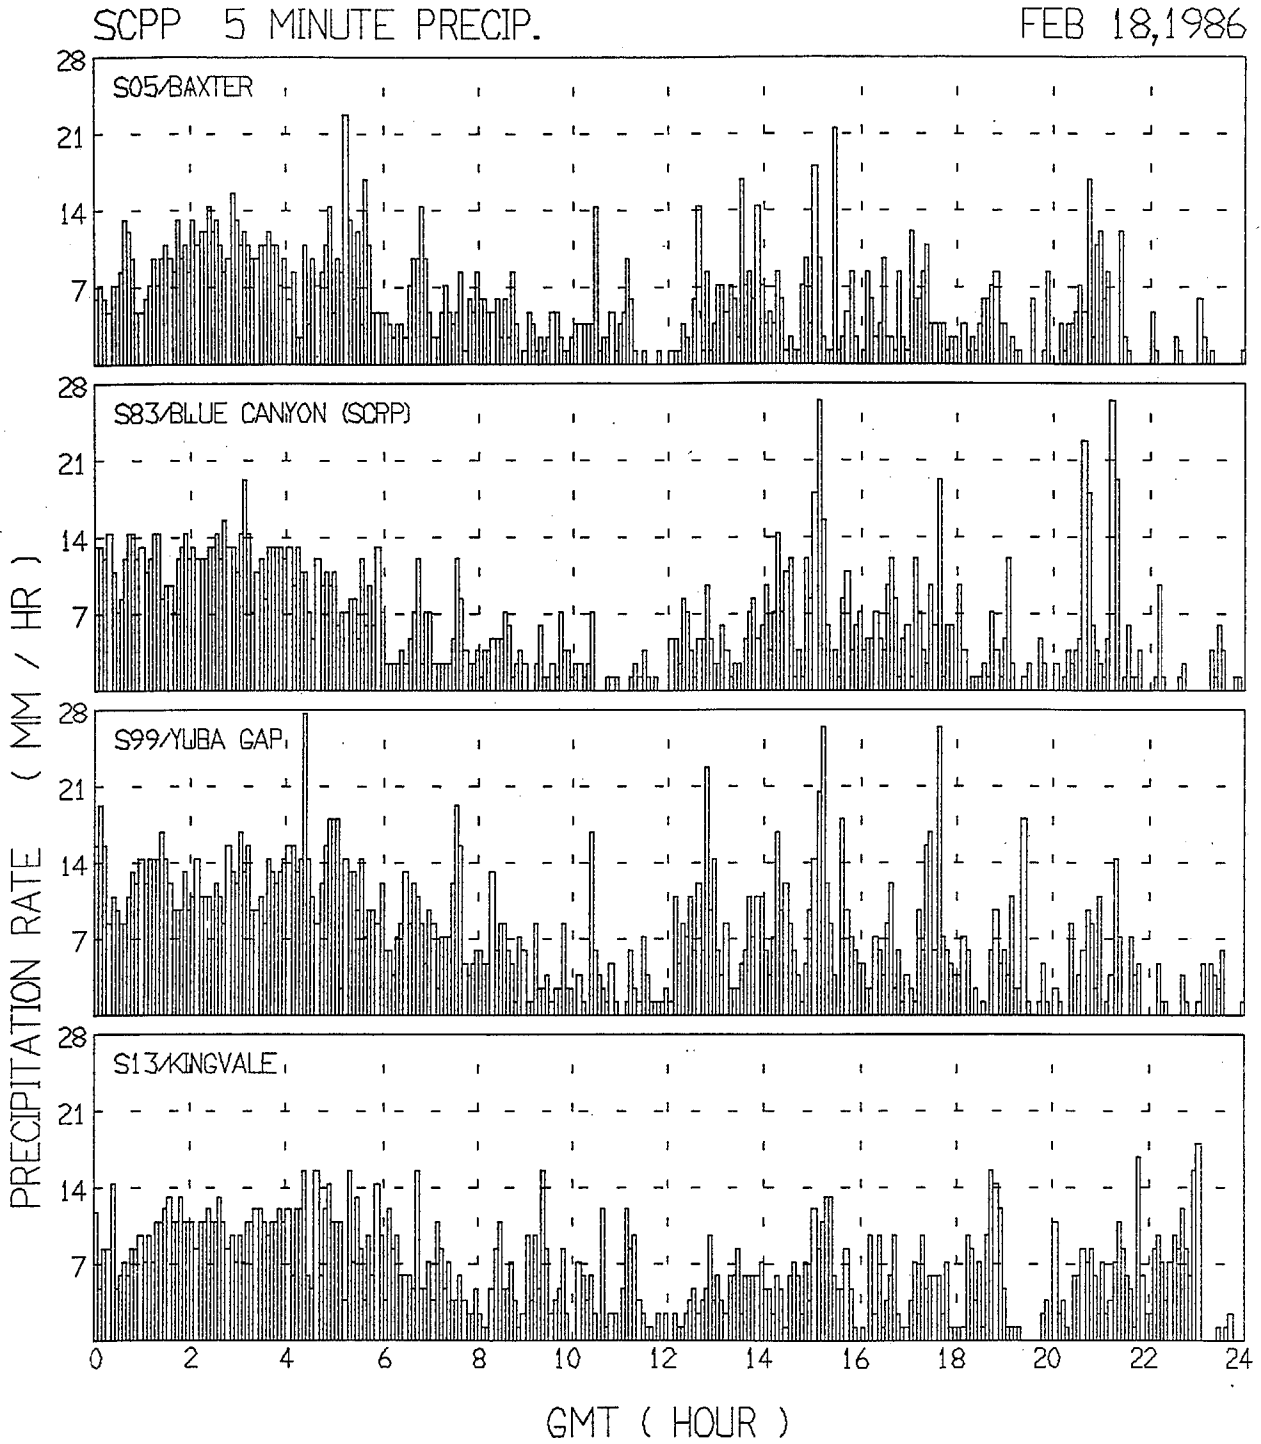 SCPP 5 MINUTE PRECIP. FEB 18,1986
PRECIPITATION RATE ( MM / HR )
28
S05/BAXTER
21
14
7
28
S83/BLUE CANYON (SCRP)
21
14
7
28
S99/YUBA GAP
21
14
7
28
S13/KINGVALE
21
14
7
0 2 4 6 8 10 12 14 16 18 20 22 24
GMT ( HOUR )